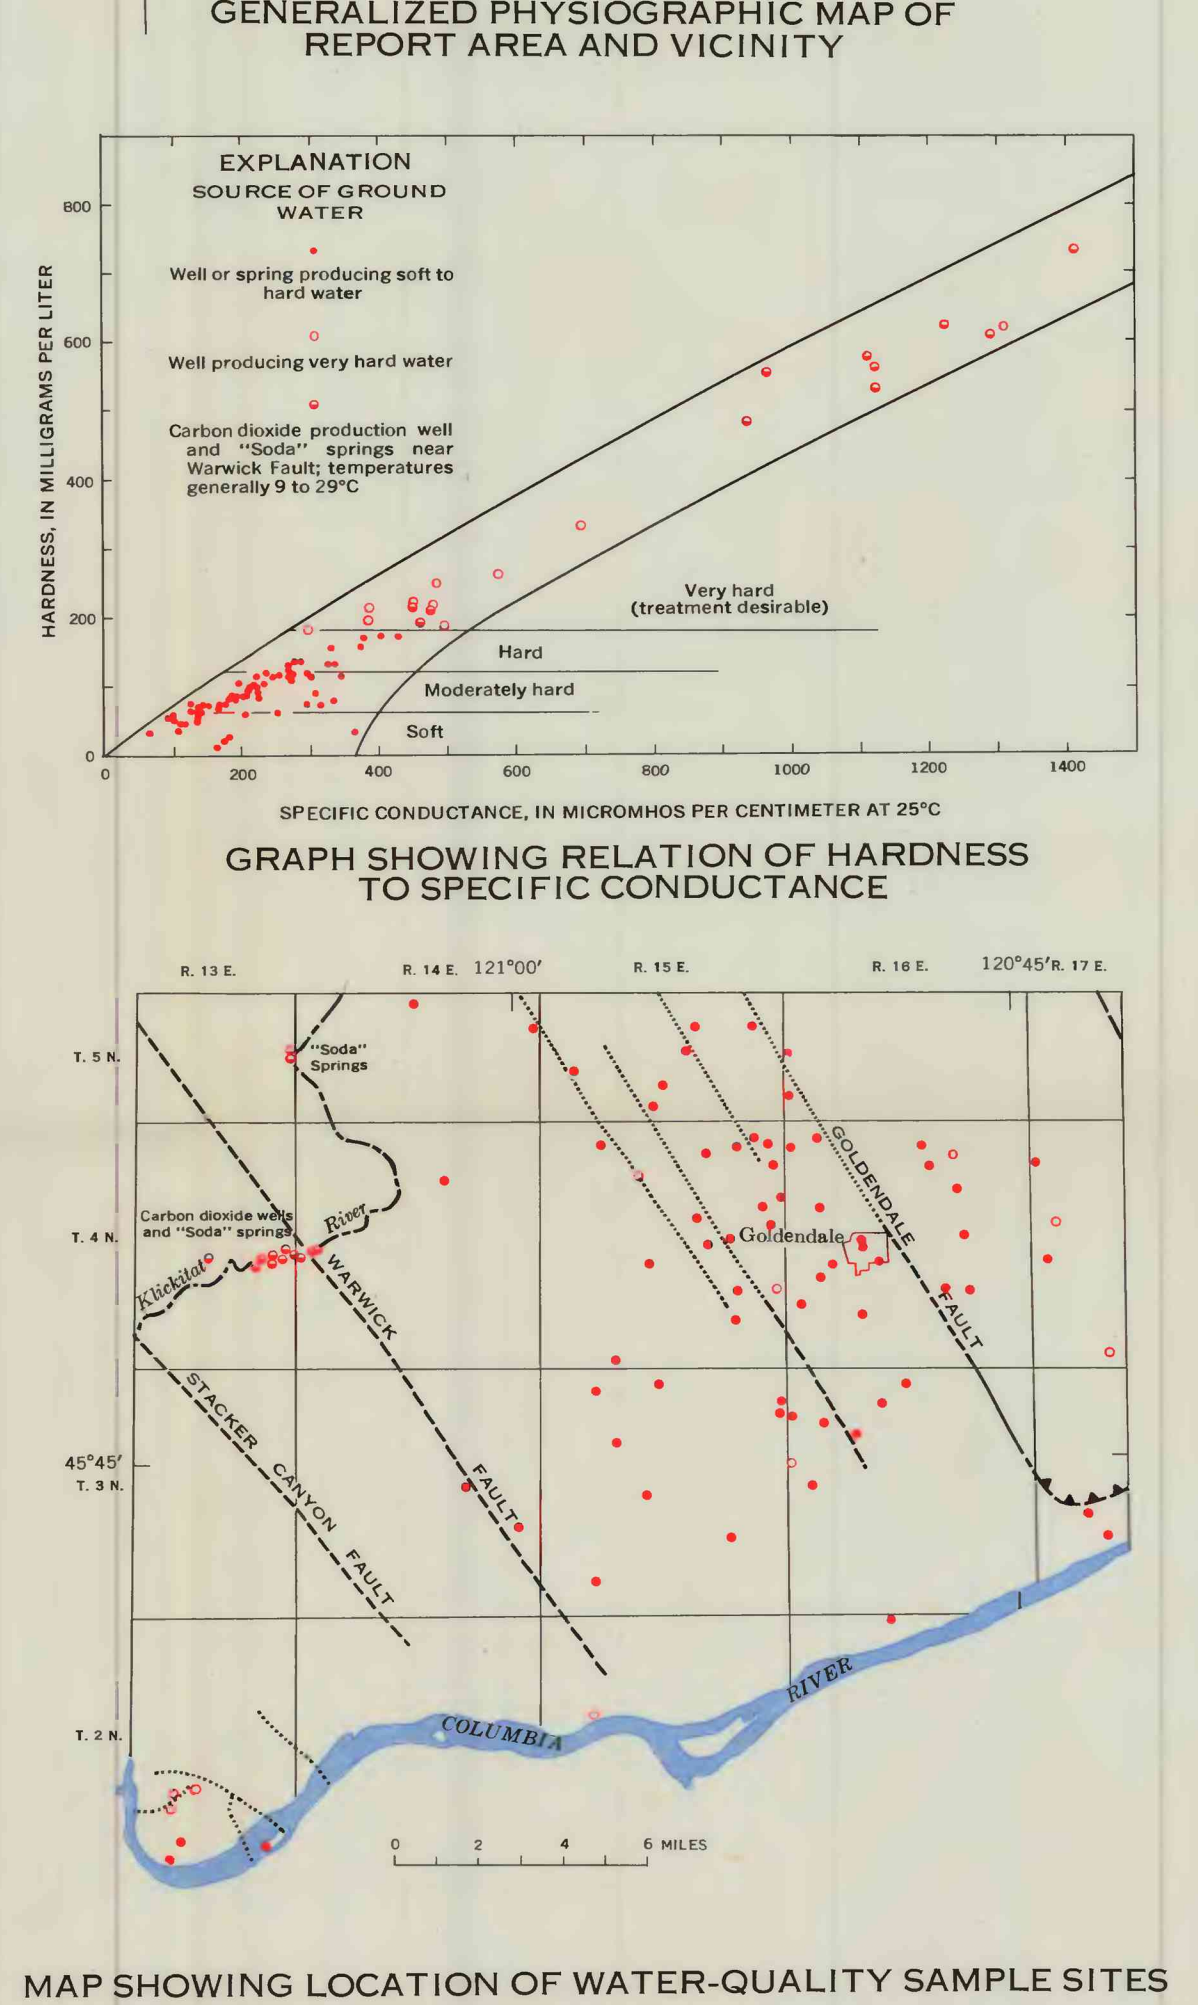 GENERALIZED PHYSIOGRAPHIC MAP OF
REPORT AREA AND VICINITY
EXPLANATION
SOURCE OF GROUND
WATER
Well or spring producing soft to
hard water
Well producing very hard water
Carbon dioxide production well
and "Soda" springs near
Warwick Fault; temperatures
generally 9 to 29°C
HARDNESS, IN MILLIGRAMS PER LITER
800
600
400
200
0
Very hard
(treatment desirable)
Hard
Moderately hard
Soft
0 200 400 600 800 1000 1200 1400
SPECIFIC CONDUCTANCE, IN MICROMHOS PER CENTIMETER AT 25°C
GRAPH SHOWING RELATION OF HARDNESS
TO SPECIFIC CONDUCTANCE
R. 13 E. R. 14 E. 121°00′ R. 15 E. R. 16 E. 120°45′ R. 17 E.
T. 5 N.
"Soda"
Springs
GOLDENDALE
FAULT
Carbon dioxide wells
and "Soda" springs
River
T. 4 N.
Goldendale
Klickitat
WARWICK
FAULT
STACKER
CANYON
FAULT
45°45′
T. 3 N.
COLUMBIA
RIVER
T. 2 N.
0 2 4 6 MILES
MAP SHOWING LOCATION OF WATER-QUALITY SAMPLE SITES